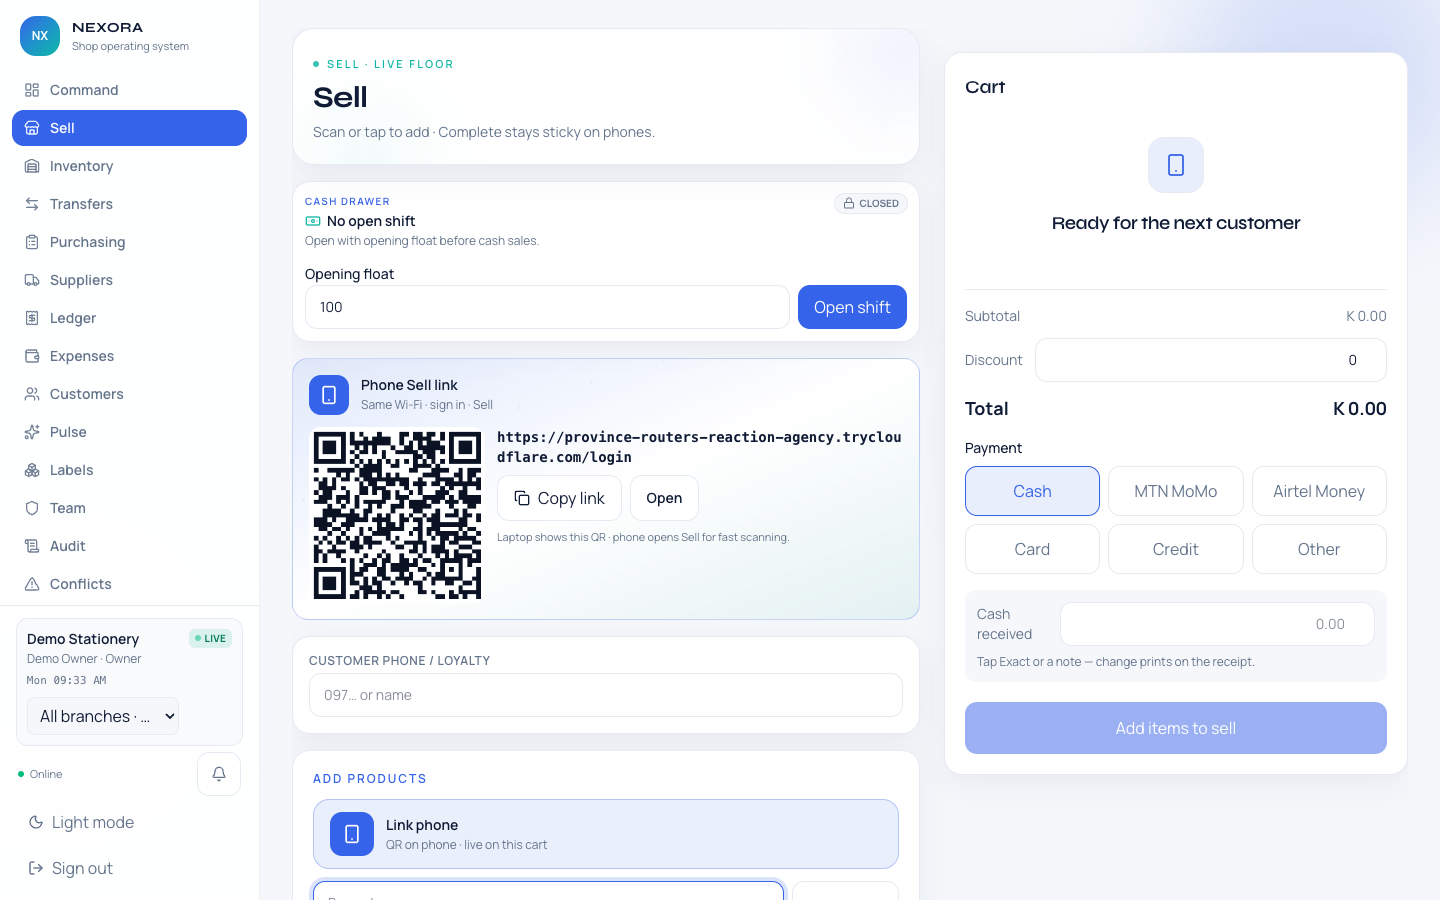 NX
NEXORA
Shop operating system
Command
Sell
Inventory
Transfers
Purchasing
Suppliers
Ledger
Expenses
Customers
Pulse
Labels
Team
Audit
Conflicts
Demo Stationery
LIVE
Demo Owner · Owner
Mon 09:33 AM
All branches · ...
Online
Light mode
Sign out
SELL · LIVE FLOOR
Sell
Scan or tap to add · Complete stays sticky on phones.
CASH DRAWER
CLOSED
No open shift
Open with opening float before cash sales.
Opening float
100
Open shift
Phone Sell link
Same Wi-Fi · sign in · Sell
https://province-routers-reaction-agency.tryclou
dflare.com/login
Copy link
Open
Laptop shows this QR · phone opens Sell for fast scanning.
CUSTOMER PHONE / LOYALTY
097… or name
ADD PRODUCTS
Link phone
QR on phone · live on this cart
Cart
Ready for the next customer
Subtotal
K 0.00
Discount
0
Total
K 0.00
Payment
Cash
MTN MoMo
Airtel Money
Card
Credit
Other
Cash
received
0.00
Tap Exact or a note — change prints on the receipt.
Add items to sell